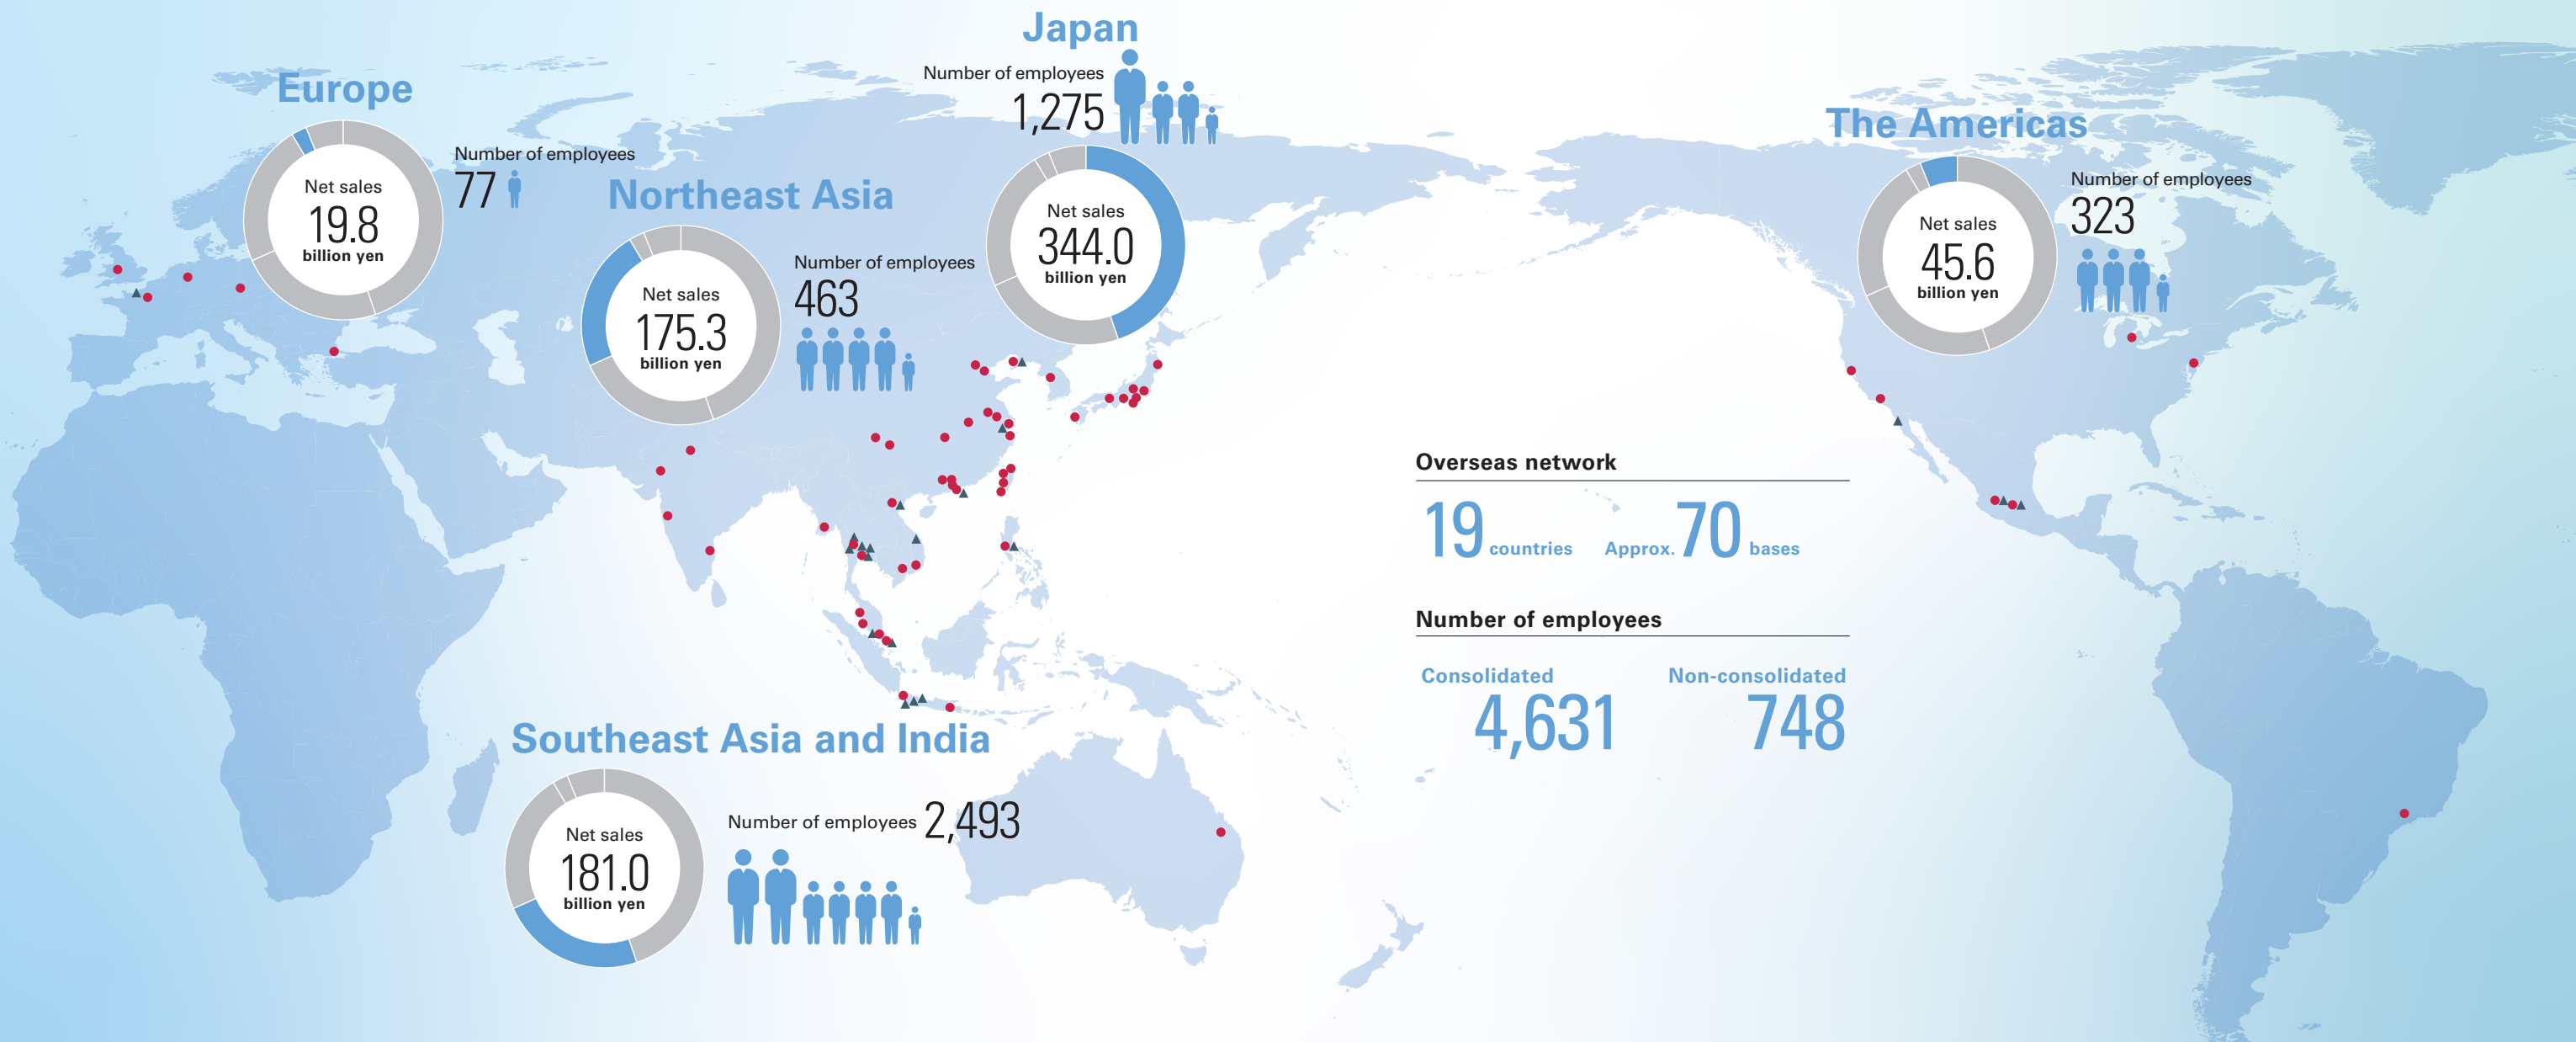 Europe
Net sales
19.8
billion yen
Number of employees
77
Northeast Asia
Net sales
175.3
billion yen
Number of employees
463
Japan
Number of employees
1,275
Net sales
344.0
billion yen
The Americas
Net sales
45.6
billion yen
Number of employees
323
Overseas network
19 countries Approx. 70 bases
Number of employees
Consolidated Non-consolidated
4,631 748
Southeast Asia and India
Net sales
181.0
billion yen
Number of employees 2,493